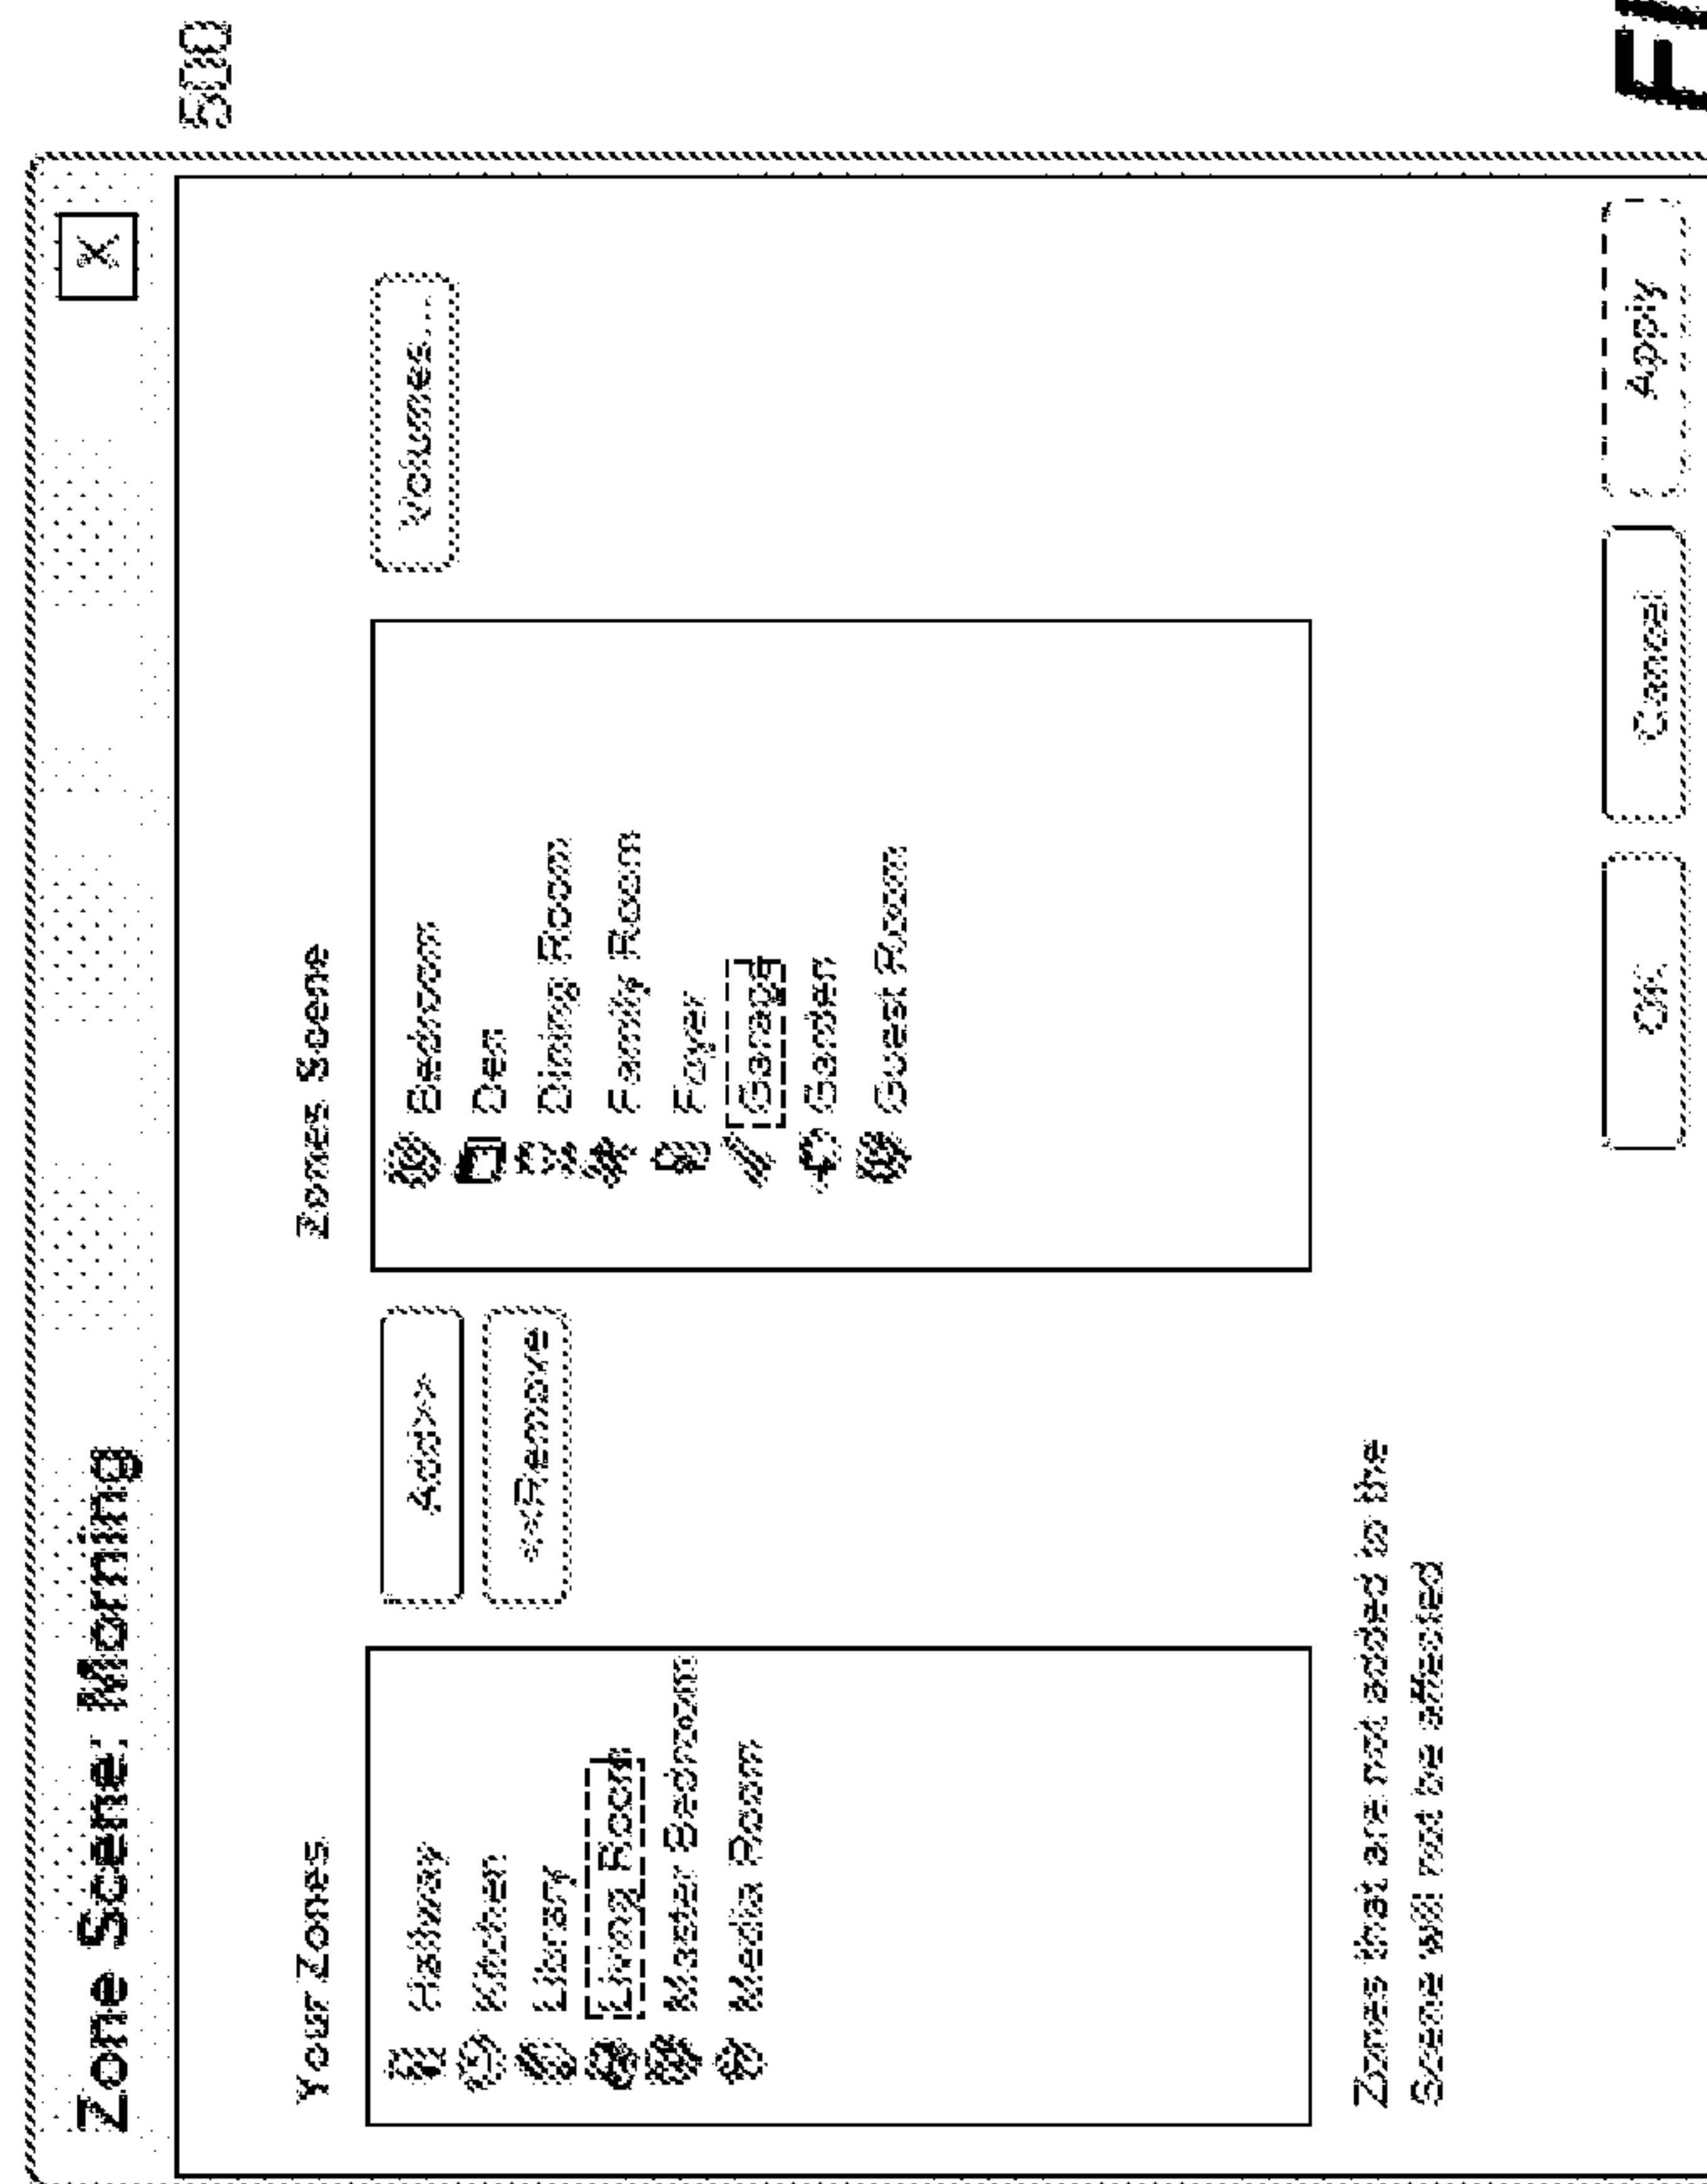 500
Zone Scene: Morning
X
Your Zones
Hallway
Kitchen
Library
Living Room
Master Bedroom
Media Room
Add>>
<<Remove
Zones Scene
Bedroom
Den
Dining Room
Family Room
Foyer
Garage
Garden
Guest Room
Volumes...
Zones that are not added to the
Scene will not be affected
OK
Cancel
Apply